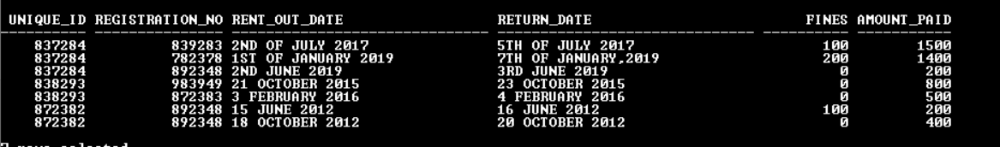 UNIQUE_ID REGISTRATION_NO RENT_OUT_DATE RETURN_DATE FINES AMOUNT_PAID
837284 839283 2ND OF JULY 2017 5TH OF JULY 2017 100 1500
837284 782378 1ST OF JANUARY 2019 7TH OF JANUARY,2019 200 1400
837284 892348 2ND JUNE 2019 3RD JUNE 2019 0 200
838293 983949 21 OCTOBER 2015 23 OCTOBER 2015 0 800
838293 872383 3 FEBRUARY 2016 4 FEBRUARY 2016 0 500
872382 892348 15 JUNE 2012 16 JUNE 2012 100 200
872382 892348 18 OCTOBER 2012 20 OCTOBER 2012 0 400
rows selected